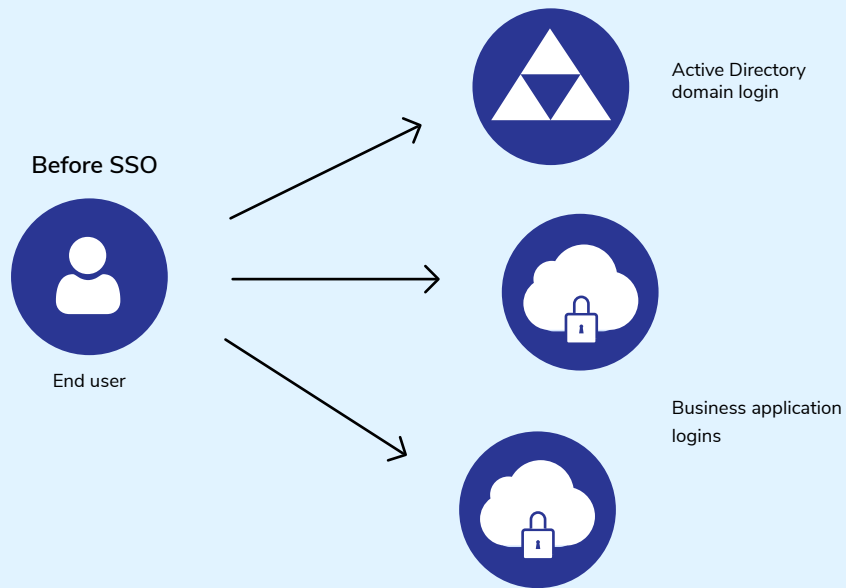 Before SSO
End user
Active Directory
domain login
Business application
logins